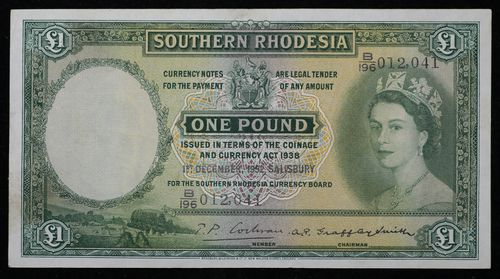 £1 SOUTHERN RHODESIA £1
CURRENCY NOTES ARE LEGAL TENDER
B/196 012,041
FOR THE PAYMENT OF ANY AMOUNT
ONE POUND
ISSUED IN TERMS OF THE COINAGE
AND CURRENCY ACT 1938
1ST DECEMBER, 1952, SALISBURY
FOR THE SOUTHERN RHODESIA CURRENCY BOARD
B/196 012,041
£1 £1
MEMBER CHAIRMAN